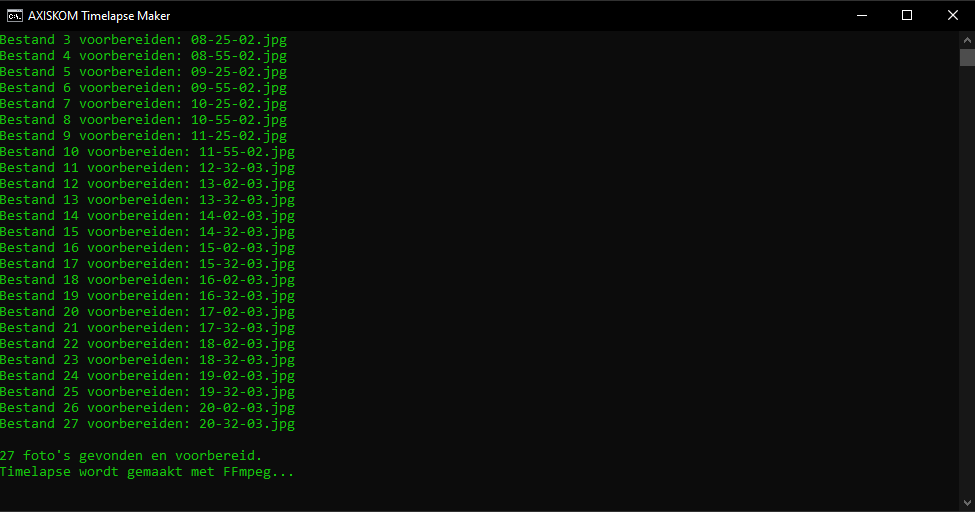 AXISKOM Timelapse Maker
Bestand 3 voorbereiden: 08-25-02.jpg
Bestand 4 voorbereiden: 08-55-02.jpg
Bestand 5 voorbereiden: 09-25-02.jpg
Bestand 6 voorbereiden: 09-55-02.jpg
Bestand 7 voorbereiden: 10-25-02.jpg
Bestand 8 voorbereiden: 10-55-02.jpg
Bestand 9 voorbereiden: 11-25-02.jpg
Bestand 10 voorbereiden: 11-55-02.jpg
Bestand 11 voorbereiden: 12-32-03.jpg
Bestand 12 voorbereiden: 13-02-03.jpg
Bestand 13 voorbereiden: 13-32-03.jpg
Bestand 14 voorbereiden: 14-02-03.jpg
Bestand 15 voorbereiden: 14-32-03.jpg
Bestand 16 voorbereiden: 15-02-03.jpg
Bestand 17 voorbereiden: 15-32-03.jpg
Bestand 18 voorbereiden: 16-02-03.jpg
Bestand 19 voorbereiden: 16-32-03.jpg
Bestand 20 voorbereiden: 17-02-03.jpg
Bestand 21 voorbereiden: 17-32-03.jpg
Bestand 22 voorbereiden: 18-02-03.jpg
Bestand 23 voorbereiden: 18-32-03.jpg
Bestand 24 voorbereiden: 19-02-03.jpg
Bestand 25 voorbereiden: 19-32-03.jpg
Bestand 26 voorbereiden: 20-02-03.jpg
Bestand 27 voorbereiden: 20-32-03.jpg
27 foto's gevonden en voorbereid.
Timelapse wordt gemaakt met FFmpeg...